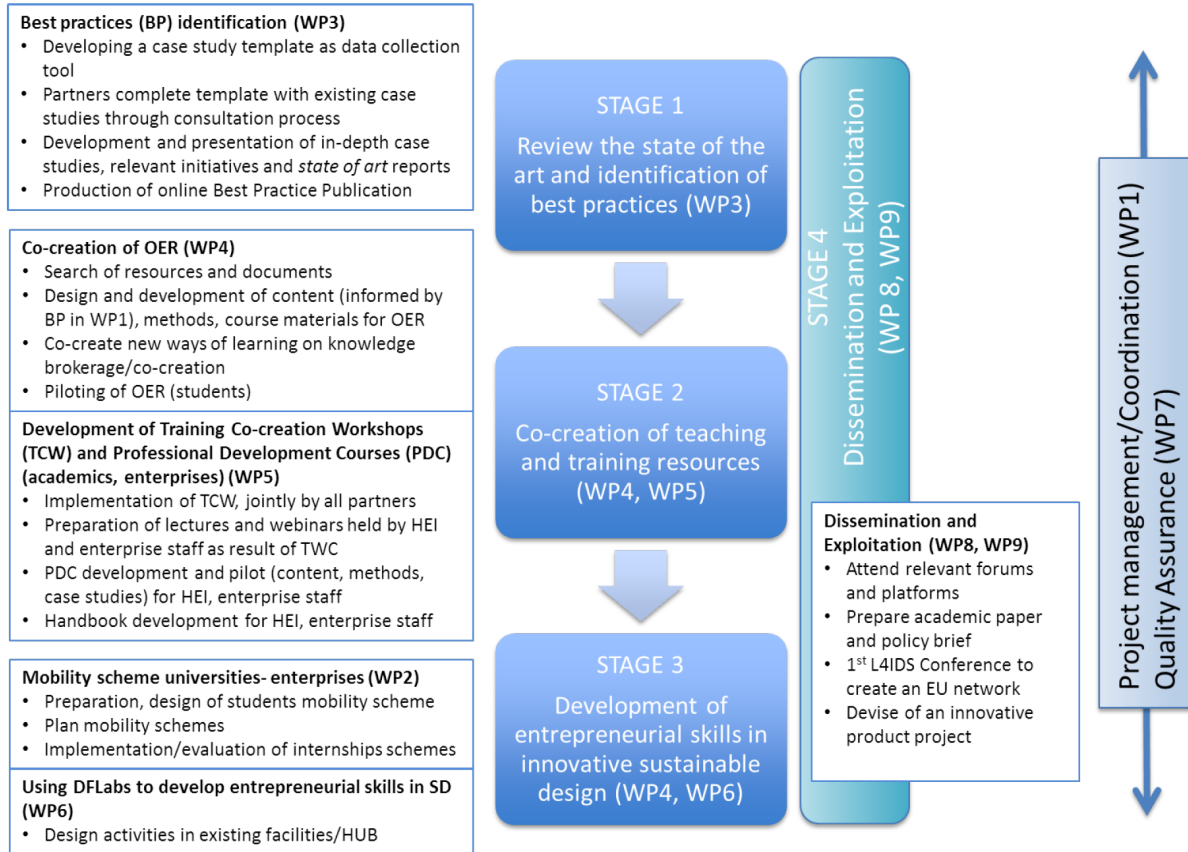 Best practices (BP) identification (WP3)
• Developing a case study template as data collection
tool
• Partners complete template with existing case
studies through consultation process
• Development and presentation of in-depth case
studies, relevant initiatives and state of art reports
• Production of online Best Practice Publication
Co-creation of OER (WP4)
• Search of resources and documents
• Design and development of content (informed by
BP in WP1), methods, course materials for OER
• Co-create new ways of learning on knowledge
brokerage/co-creation
• Piloting of OER (students)
Development of Training Co-creation Workshops
(TCW) and Professional Development Courses (PDC)
(academics, enterprises) (WP5)
• Implementation of TCW, jointly by all partners
• Preparation of lectures and webinars held by HEI
and enterprise staff as result of TWC
• PDC development and pilot (content, methods,
case studies) for HEI, enterprise staff
• Handbook development for HEI, enterprise staff
Mobility scheme universities- enterprises (WP2)
• Preparation, design of students mobility scheme
• Plan mobility schemes
• Implementation/evaluation of internships schemes
Using DFLabs to develop entrepreneurial skills in SD
(WP6)
• Design activities in existing facilities/HUB
STAGE 1
Review the state of the
art and identification of
best practices (WP3)
STAGE 2
Co-creation of teaching
and training resources
(WP4, WP5)
STAGE 3
Development of
entrepreneurial skills in
innovative sustainable
design (WP4, WP6)
STAGE 4
Dissemination and Exploitation
(WP 8, WP9)
Dissemination and
Exploitation (WP8, WP9)
• Attend relevant forums
and platforms
• Prepare academic paper
and policy brief
• 1st L4IDS Conference to
create an EU network
• Devise of an innovative
product project
Project management/Coordination (WP1)
Quality Assurance (WP7)